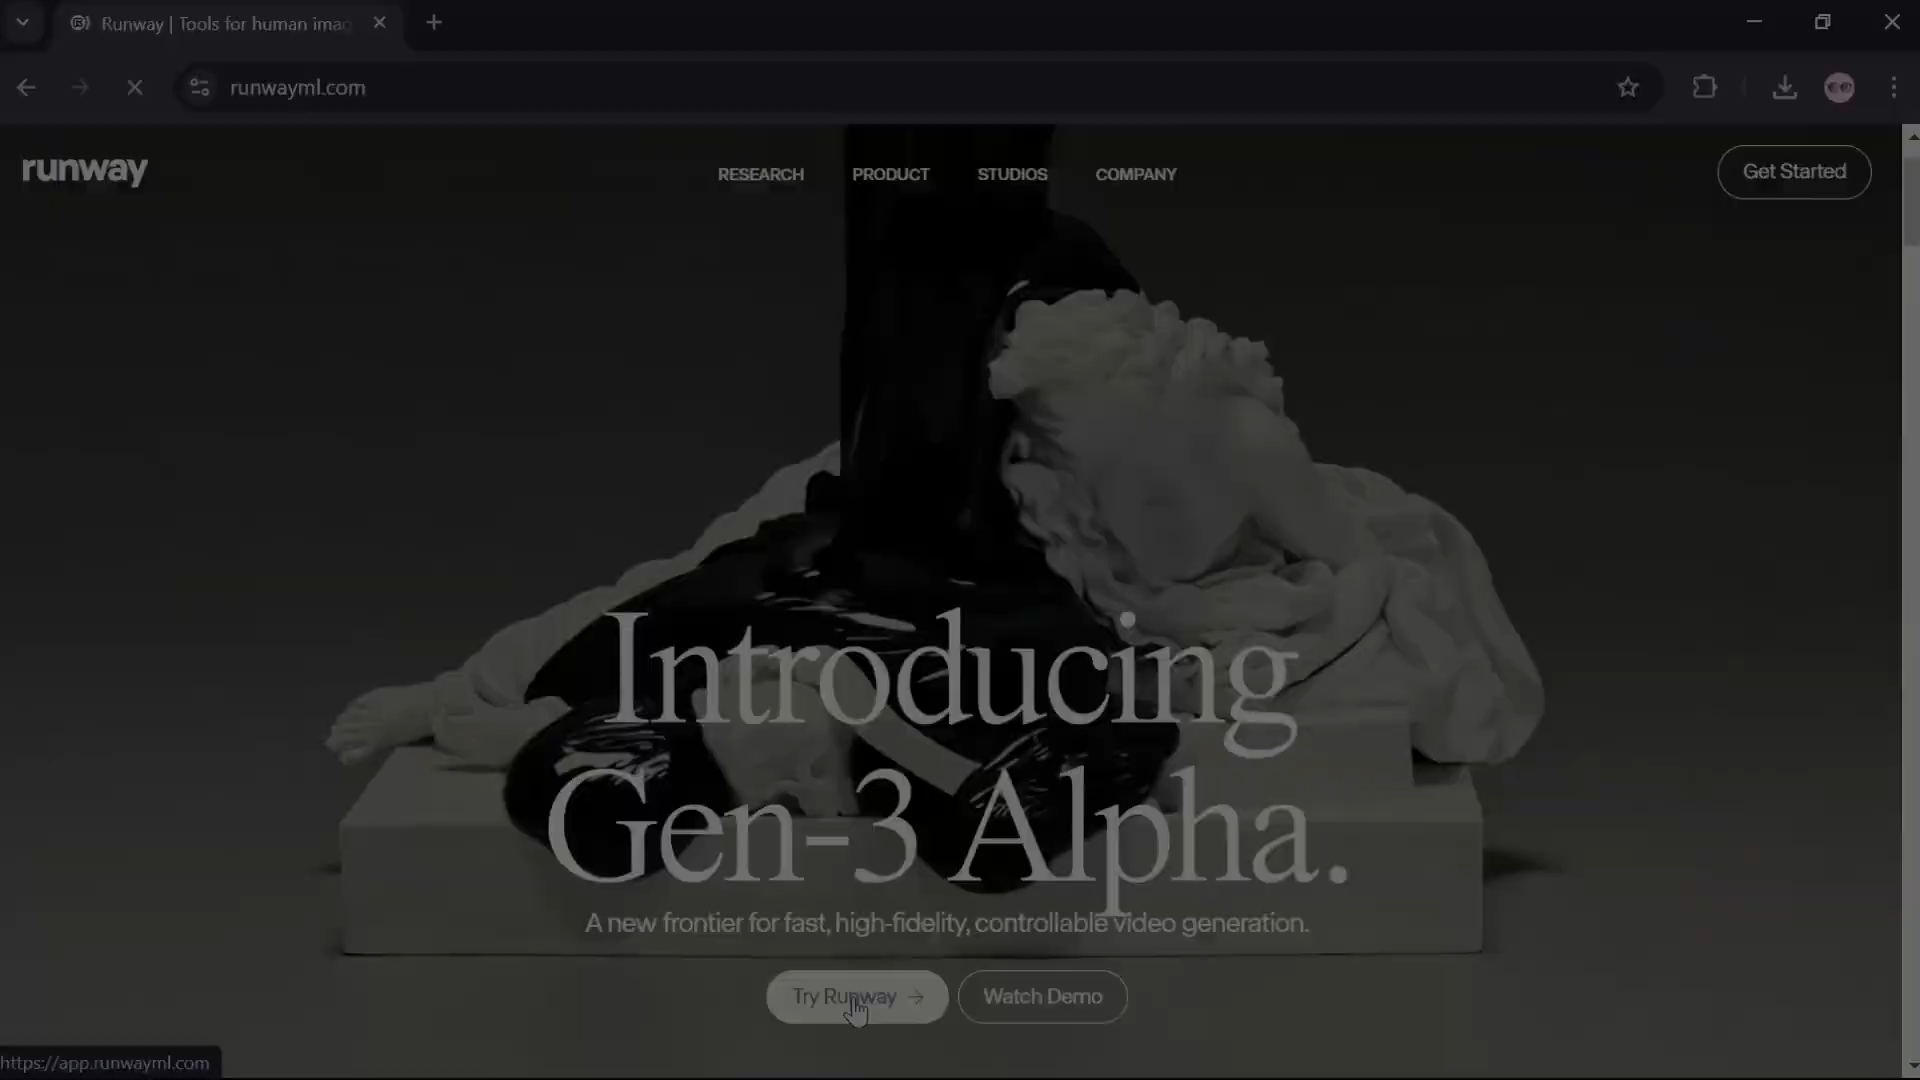 Runway | Tools for human imag
runwayml.com
runway
RESEARCH
PRODUCT
STUDIOS
COMPANY
Get Started
Introducing
Gen-3 Alpha.
A new frontier for fast, high-fidelity, controllable video generation.
Try Runway →
Watch Demo
https://app.runwayml.com